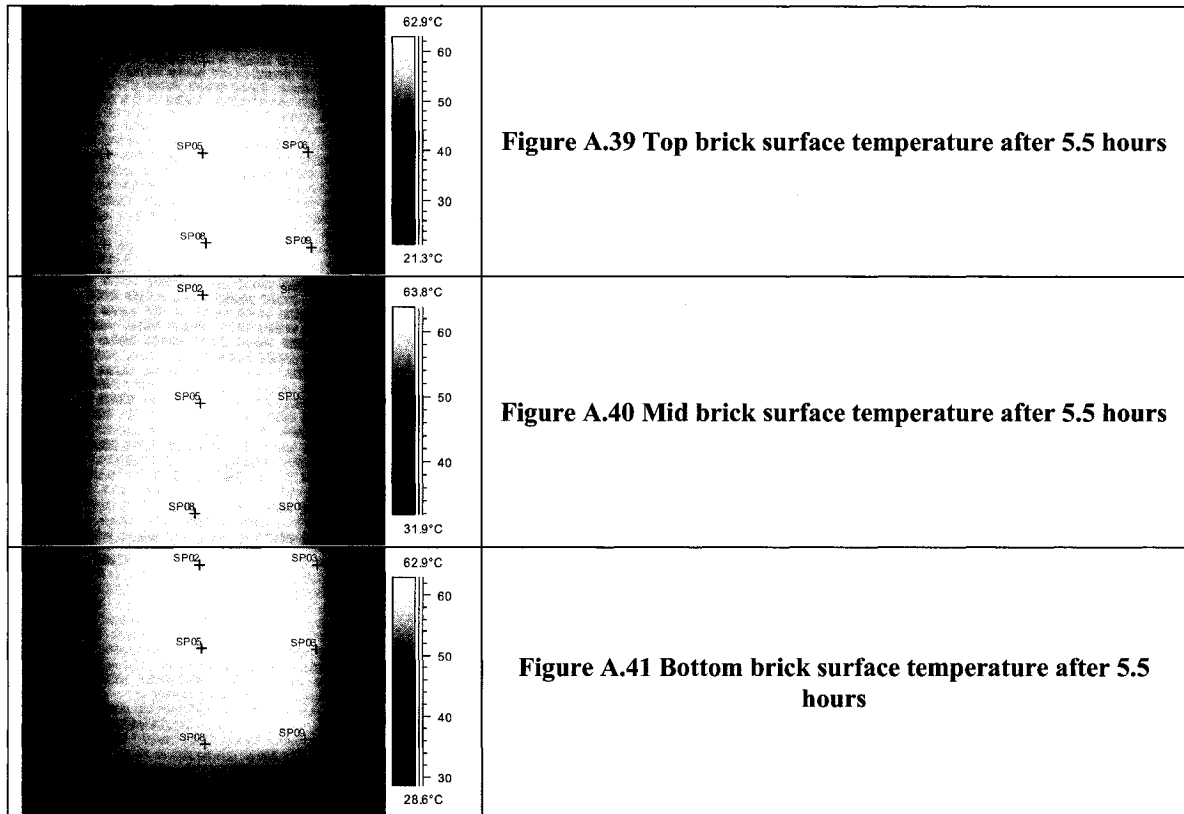 62.9°C
60
SP05
SP06
50
40
30
SP08
SP09
21.3°C
Figure A.39 Top brick surface temperature after 5.5 hours
63.8°C
SP02
60
SP05
50
40
SP08
31.9°C
Figure A.40 Mid brick surface temperature after 5.5 hours
62.9°C
SP02
SP03
60
SP05
50
40
SP08
SP09
30
28.6°C
Figure A.41 Bottom brick surface temperature after 5.5
hours